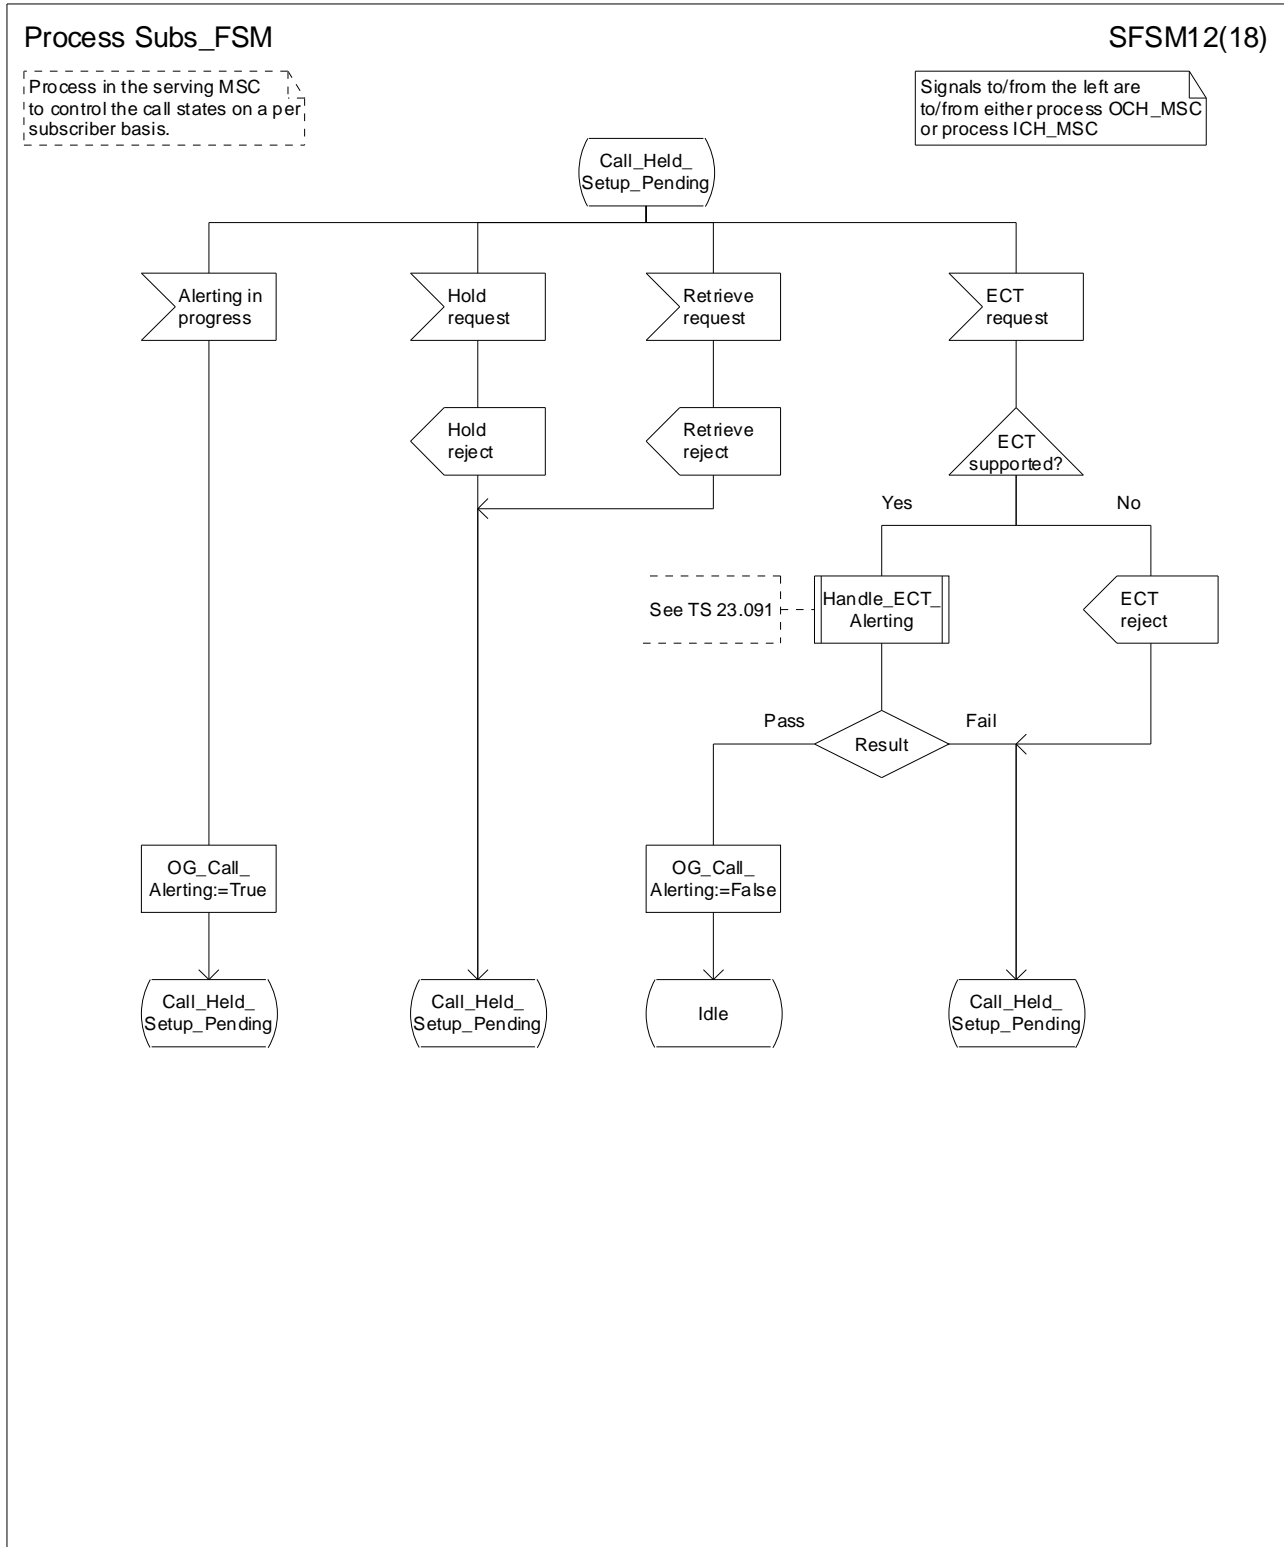 Process Subs_FSM
SFSM12(18)
Process in the serving MSC
to control the call states on a per
subscriber basis.
Signals to/from the left are
to/from either process OCH_MSC
or process ICH_MSC
Call_Held_
Setup_Pending
Alerting in
progress
Hold
request
Retrieve
request
ECT
request
Hold
reject
Retrieve
reject
ECT
supported?
Yes
No
See TS 23.091
Handle_ECT_
Alerting
ECT
reject
Pass
Fail
Result
OG_Call_
Alerting:=True
OG_Call_
Alerting:=False
Call_Held_
Setup_Pending
Call_Held_
Setup_Pending
Idle
Call_Held_
Setup_Pending